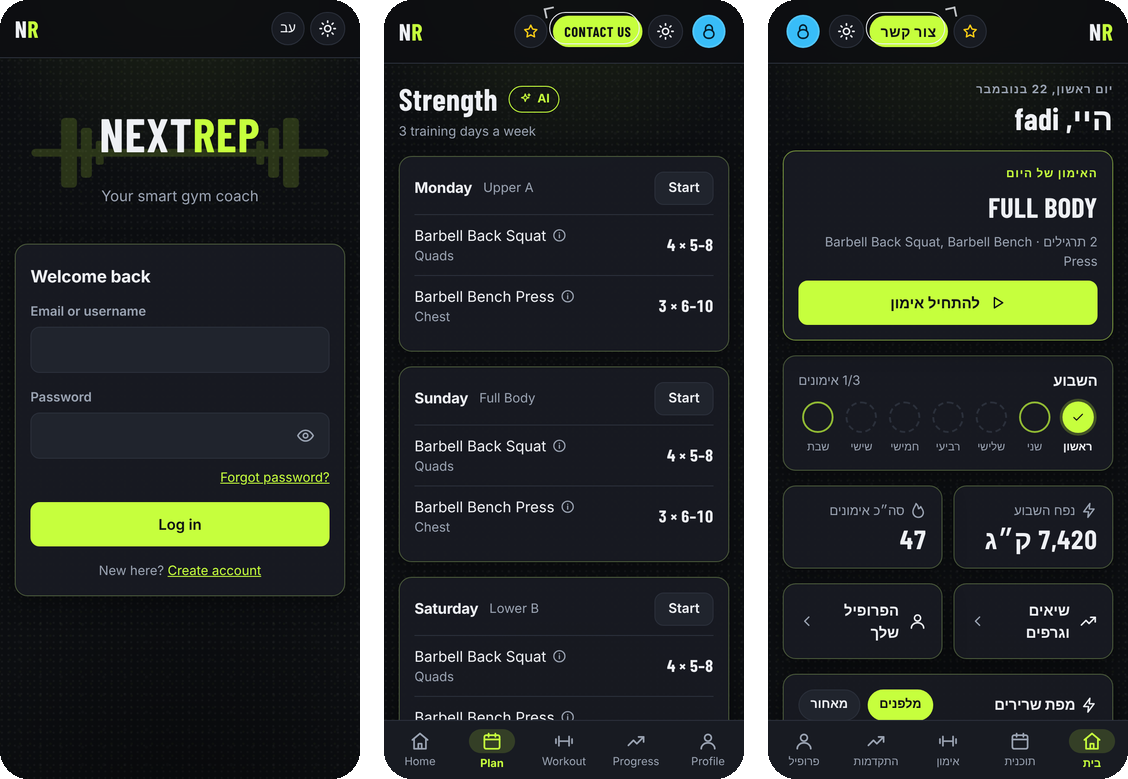 NR
עב
NEXTREP
Your smart gym coach
Welcome back
Email or username
Password
Forgot password?
Log in
New here? Create account
NR
CONTACT US
Strength
AI
3 training days a week
Monday Upper A Start
Barbell Back Squat
Quads
4 × 5-8
Barbell Bench Press
Chest
3 × 6-10
Sunday Full Body Start
Barbell Back Squat
Quads
4 × 5-8
Barbell Bench Press
Chest
3 × 6-10
Saturday Lower B Start
Barbell Back Squat
Quads
4 × 5-8
Barbell Bench Press
Home Plan Workout Progress Profile
NR
צור קשר
יום ראשון, 22 בנובמבר
היי, fadi
האימון של היום
FULL BODY
2 תרגילים · Barbell Back Squat, Barbell Bench
Press
להתחיל אימון
השבוע
1/3 אימונים
ראשון שני שלישי רביעי חמישי שישי שבת
נפח השבוע
7,420 ק״ג
סה״כ אימונים
47
שיאים
וגרפים
הפרופיל
שלך
מפת שרירים
מלפנים
מאחור
בית תוכנית אימון התקדמות פרופיל